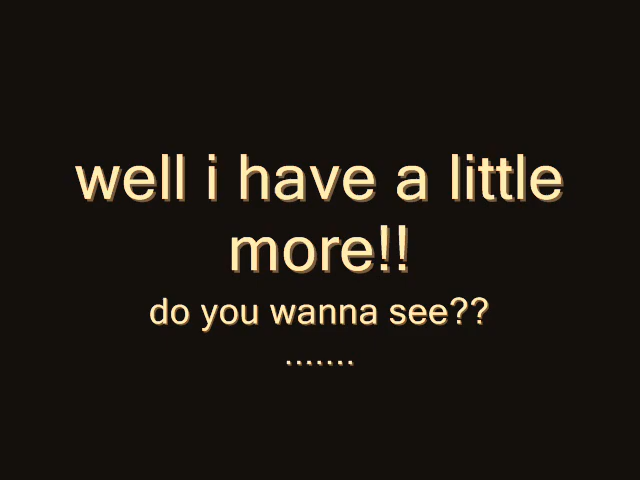 well i have a little
more!!
do you wanna see??
.......